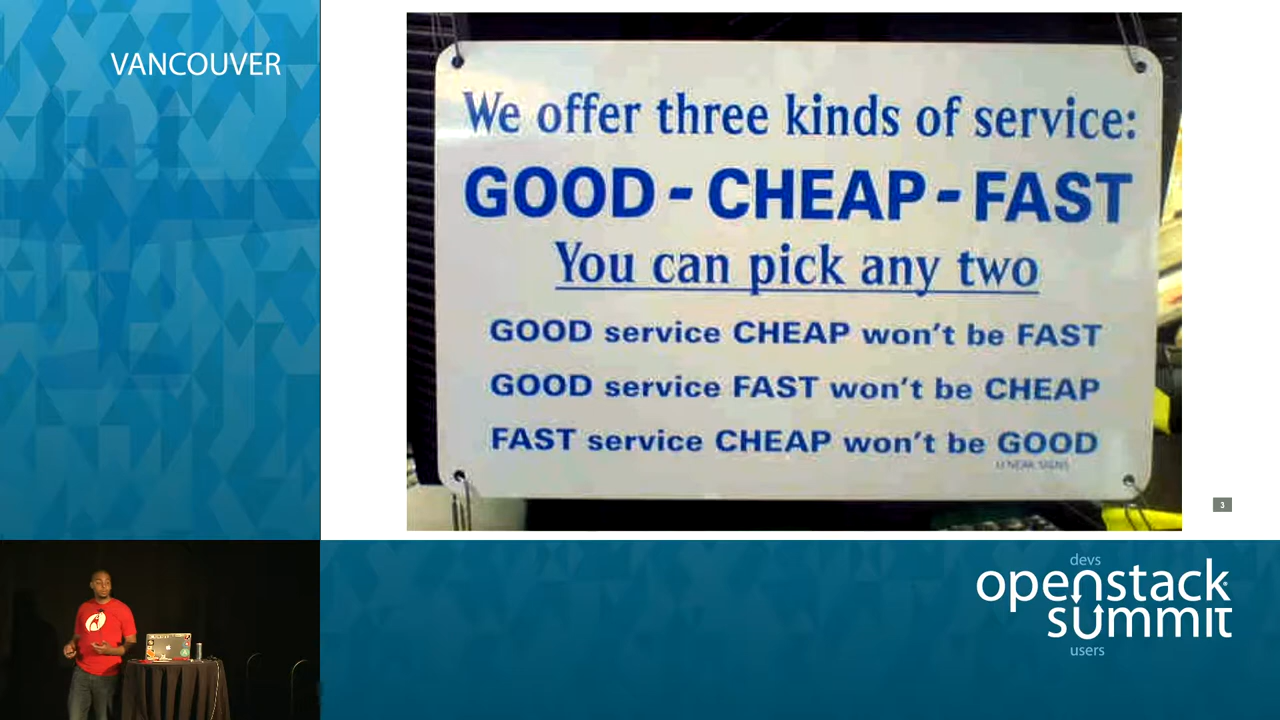 VANCOUVER
We offer three kinds of service:
GOOD - CHEAP - FAST
You can pick any two
GOOD service CHEAP won't be FAST
GOOD service FAST won't be CHEAP
FAST service CHEAP won't be GOOD
3
devs
openstack
summit
users